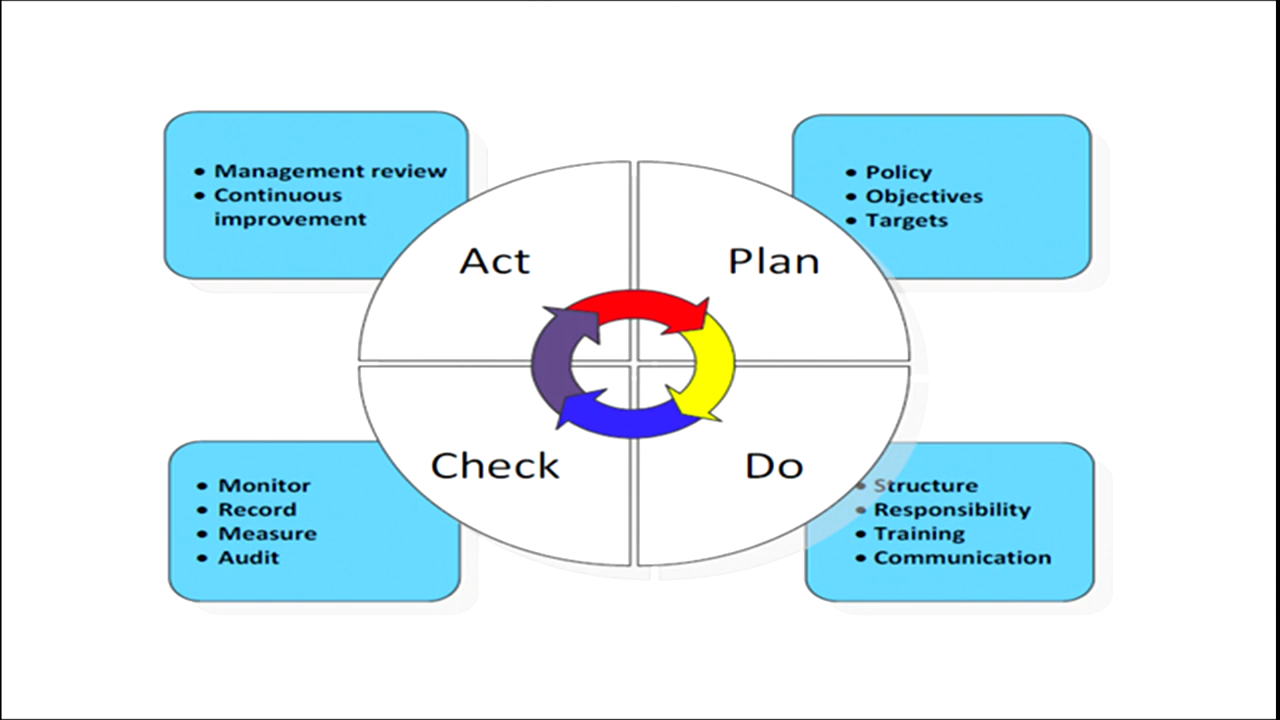 • Management review
• Continuous
improvement
• Policy
• Objectives
• Targets
Act
Plan
Check
Do
• Monitor
• Record
• Measure
• Audit
• Structure
• Responsibility
• Training
• Communication